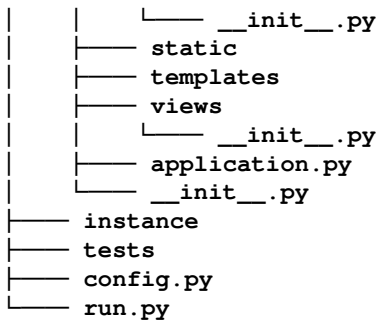 │ │ └──── __init__.py
│ ├──── static
│ ├──── templates
│ ├──── views
│ │ └──── __init__.py
│ ├──── application.py
│ └──── __init__.py
├──── instance
├──── tests
├──── config.py
└──── run.py